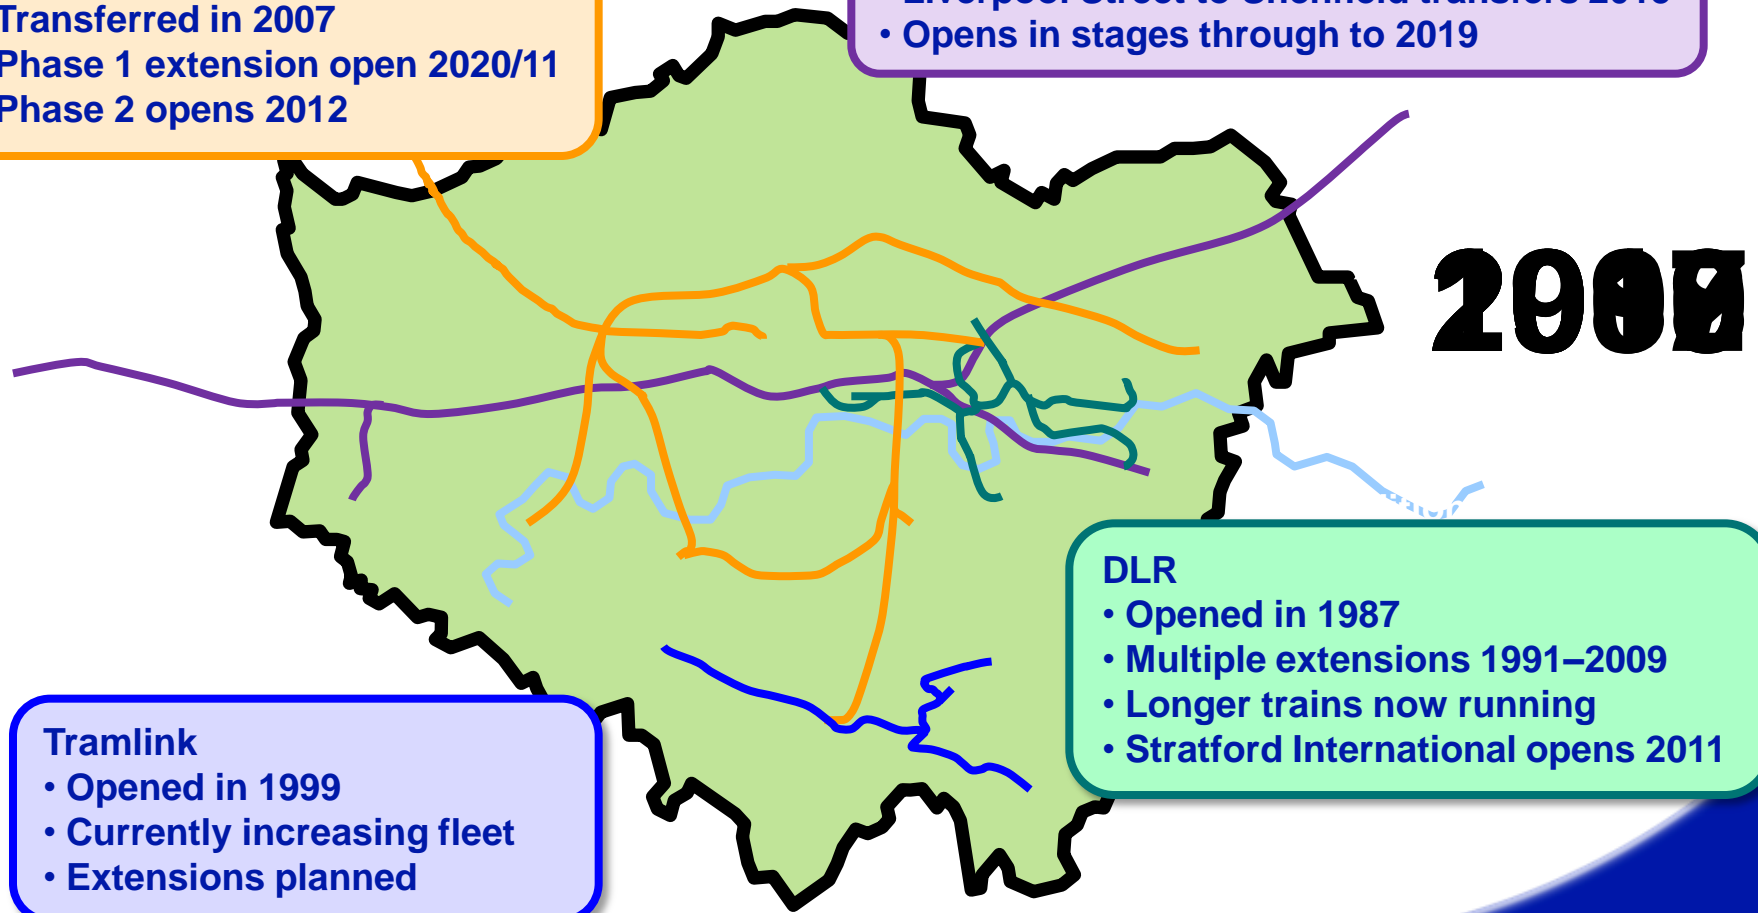 Transferred in 2007
Phase 1 extension open 2020/11
Phase 2 opens 2012
• Opens in stages through to 2019
DLR
• Opened in 1987
• Multiple extensions 1991–2009
• Longer trains now running
• Stratford International opens 2011
Tramlink
• Opened in 1999
• Currently increasing fleet
• Extensions planned